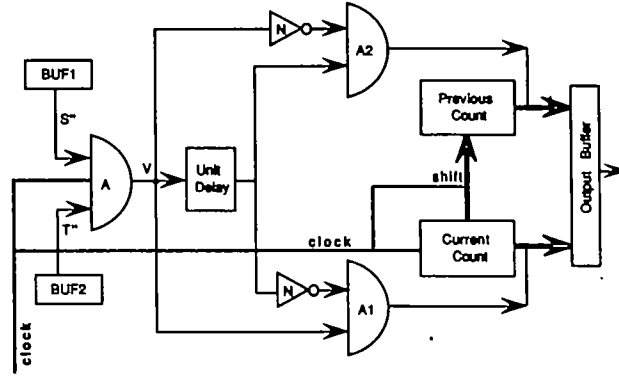 N
A2
BUF1
Previous
Count
S"
V
Unit
Delay
A
shift
Output Buffer
T"
clock
Current
Count
BUF2
N
A1
clock